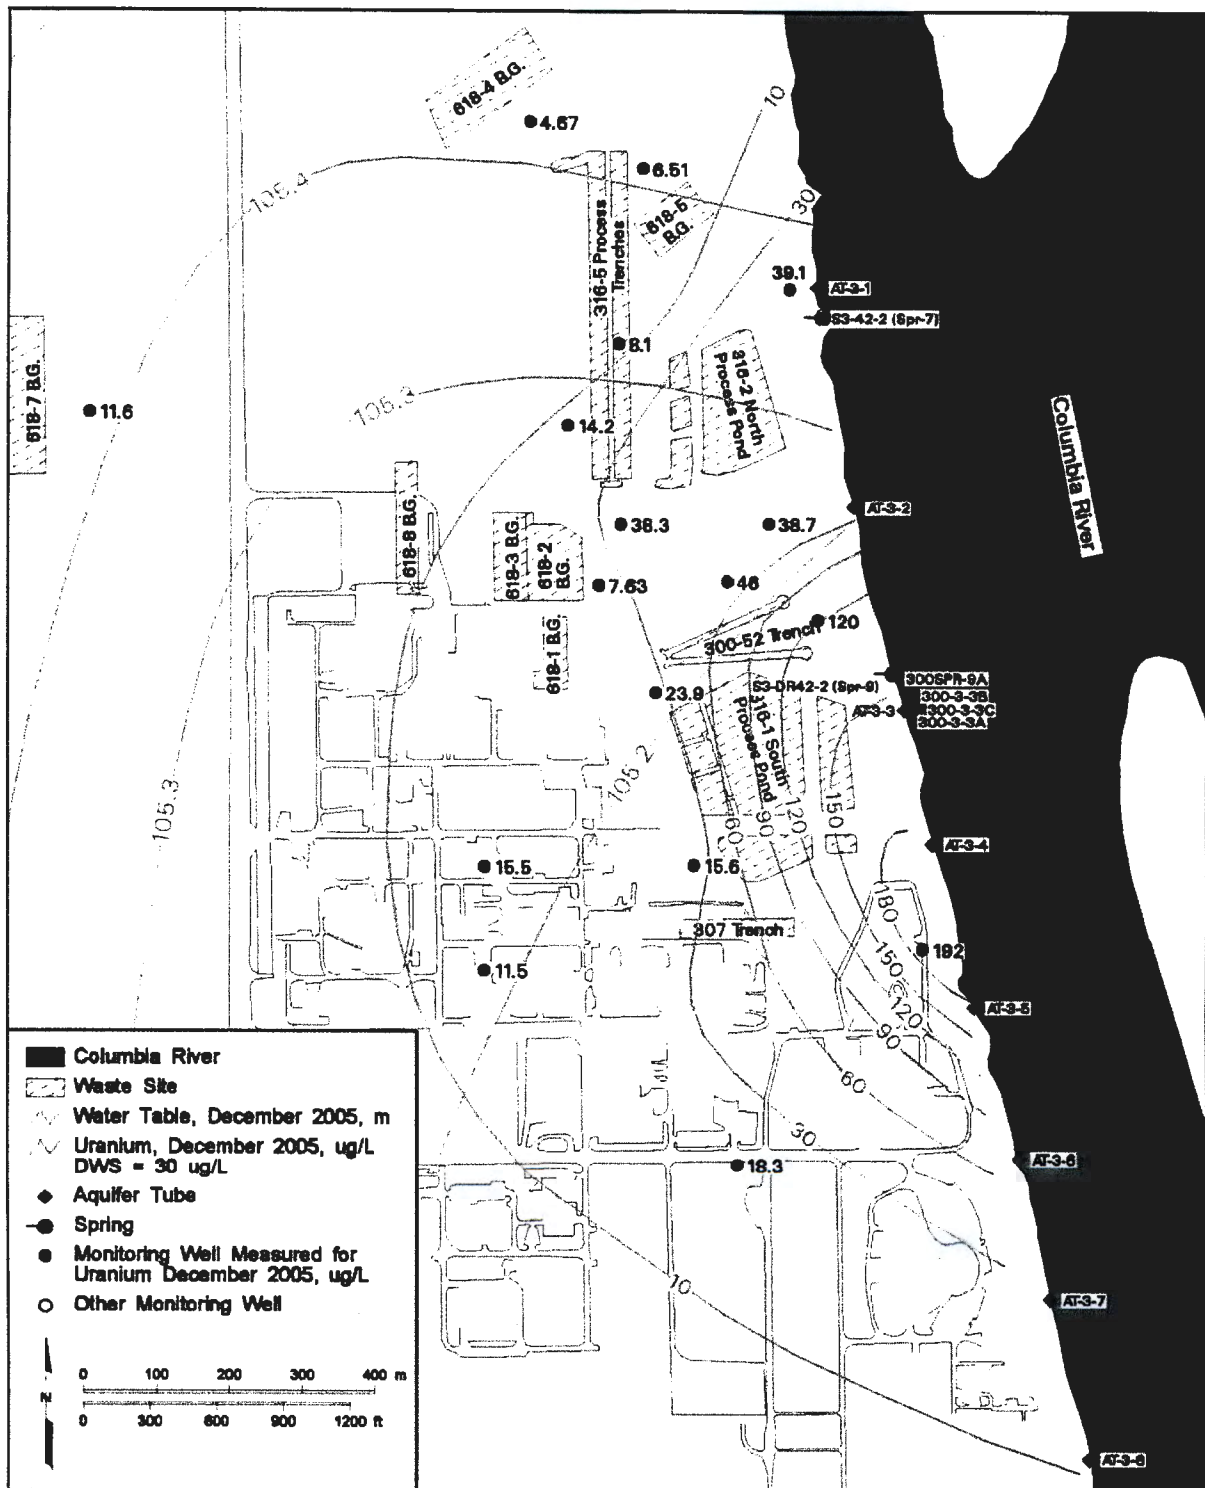 618-4 B.G.
4.67
10
6.51
106.4
30
618-5
B.G.
316-5 Process
Trenches
39.1
AT-3-1
S3-42-2 (Spr-7)
8.1
316-2 North
Process Pond
618-7 B.G.
11.6
105.3
14.2
Columbia River
AT-3-2
618-8 B.G.
618-3 B.G.
618-2
B.G.
38.3
38.7
7.63
46
120
300-52 Trench
618-1 B.G.
23.9
S3-DR42-2 (Spr-9)
300SPR-9A
300-3-3B
300-3-3C
300-3-3A
AT-3-3
316-1 South
Process Pond
105.2
105.3
60
90
120
150
AT-3-4
15.5
15.6
180
307 Trench
192
11.5
150
120
AT-3-5
90
60
30
AT-3-6
18.3
10
AT-3-7
AT-3-8
Columbia River
Waste Site
Water Table, December 2005, m
Uranium, December 2005, ug/L
DWS = 30 ug/L
Aquifer Tube
Spring
Monitoring Well Measured for
Uranium December 2005, ug/L
Other Monitoring Well
N
0 100 200 300 400 m
0 300 600 900 1200 ft